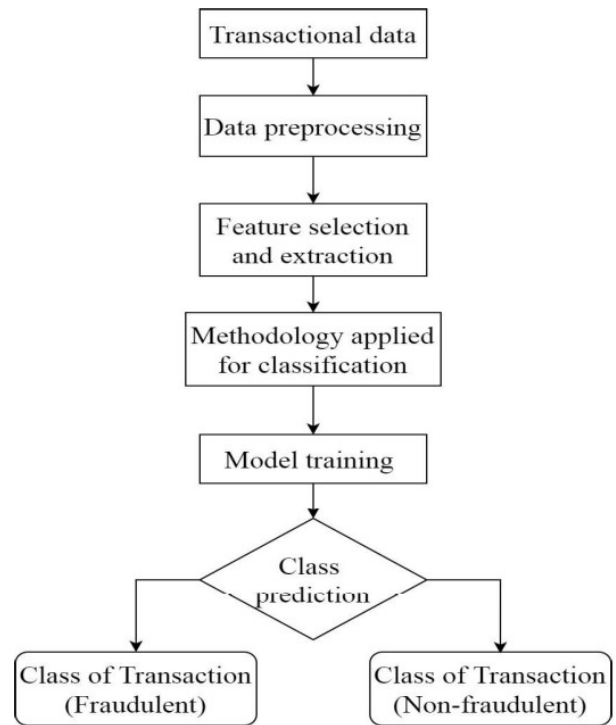 Transactional data
Data preprocessing
Feature selection
and extraction
Methodology applied
for classification
Model training
Class
prediction
Class of Transaction
(Fraudulent)
Class of Transaction
(Non-fraudulent)